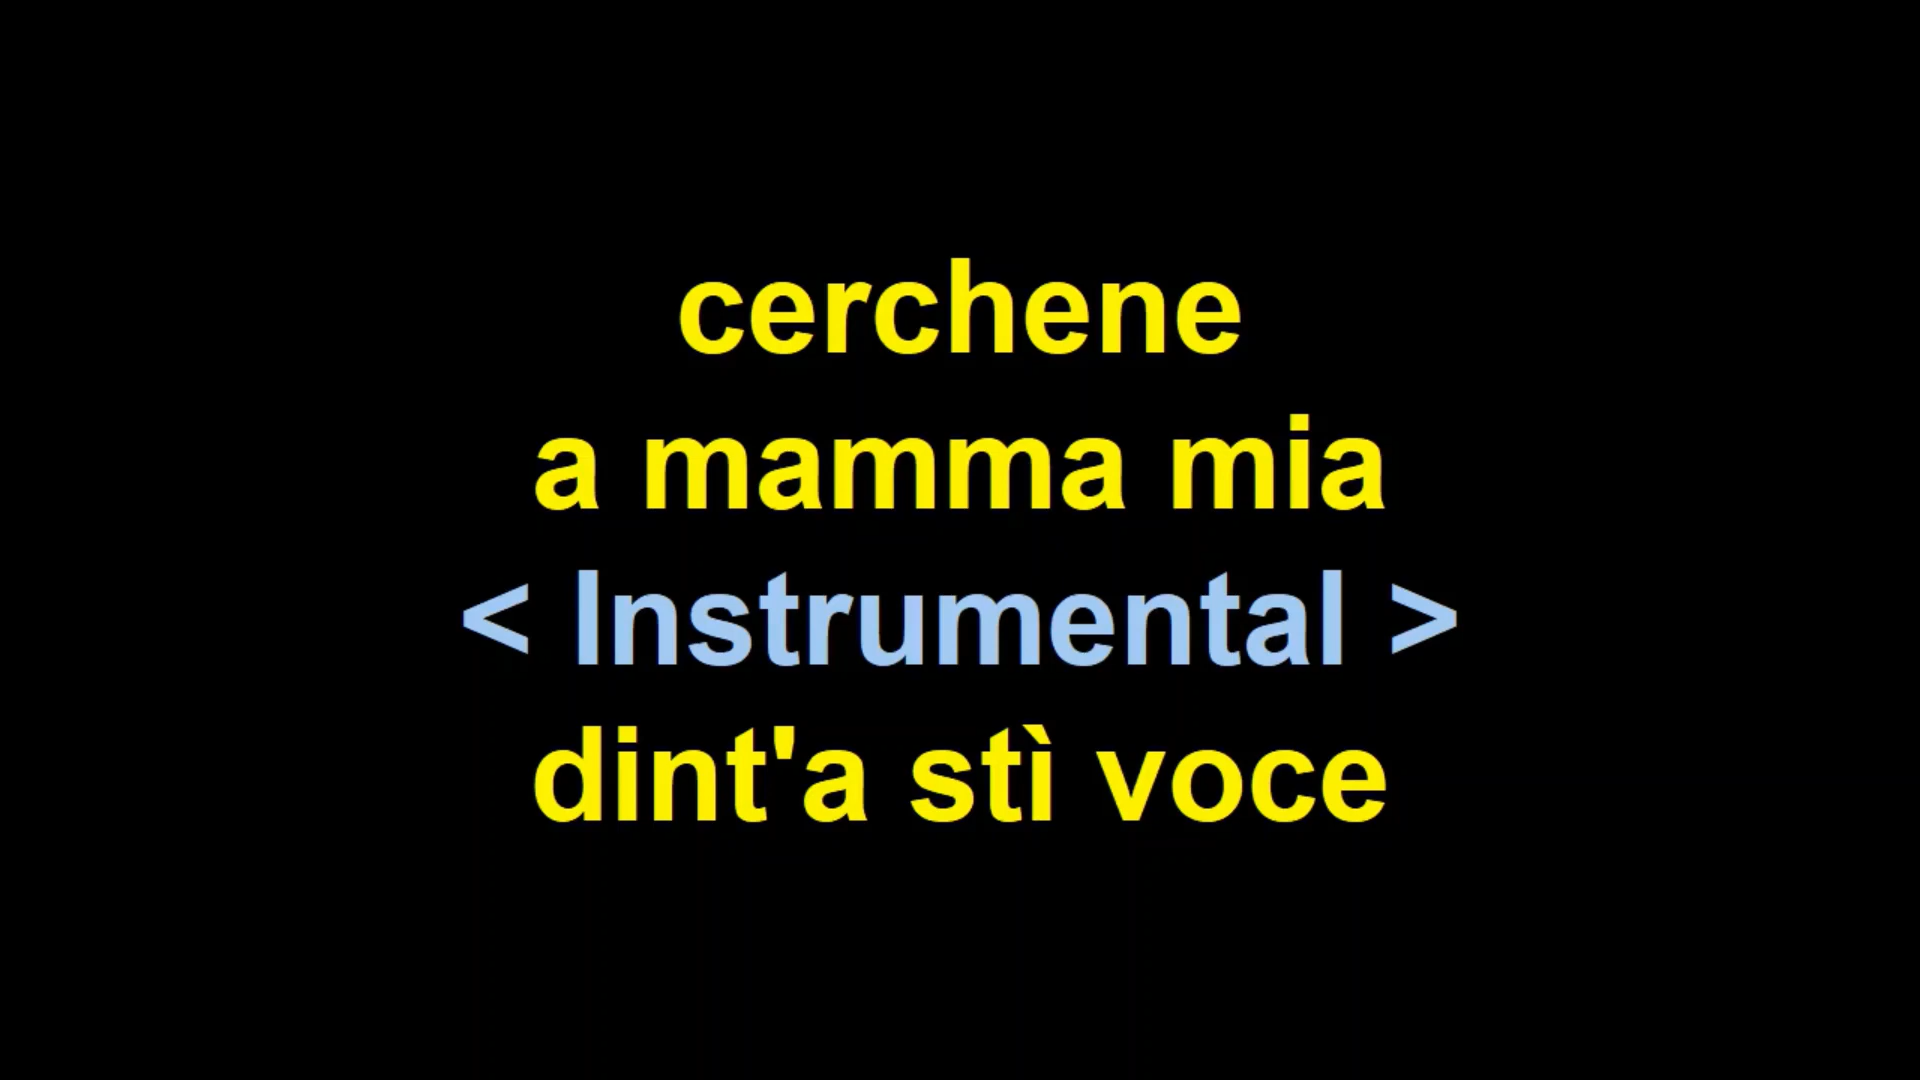 cerchene
a mamma mia
< Instrumental >
dint'a stì voce